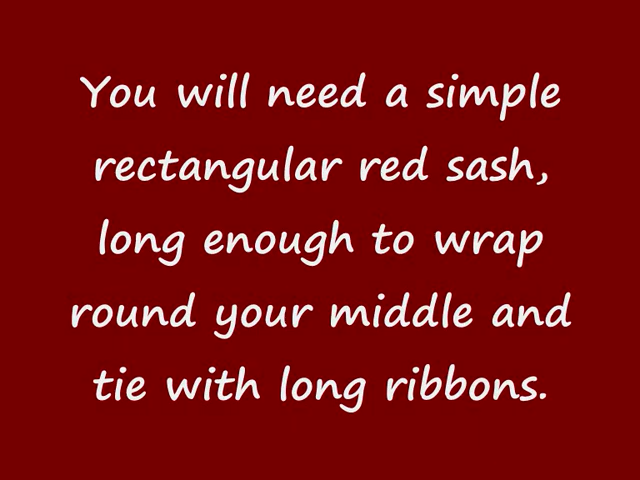 You will need a simple
rectangular red sash,
long enough to wrap
round your middle and
tie with long ribbons.